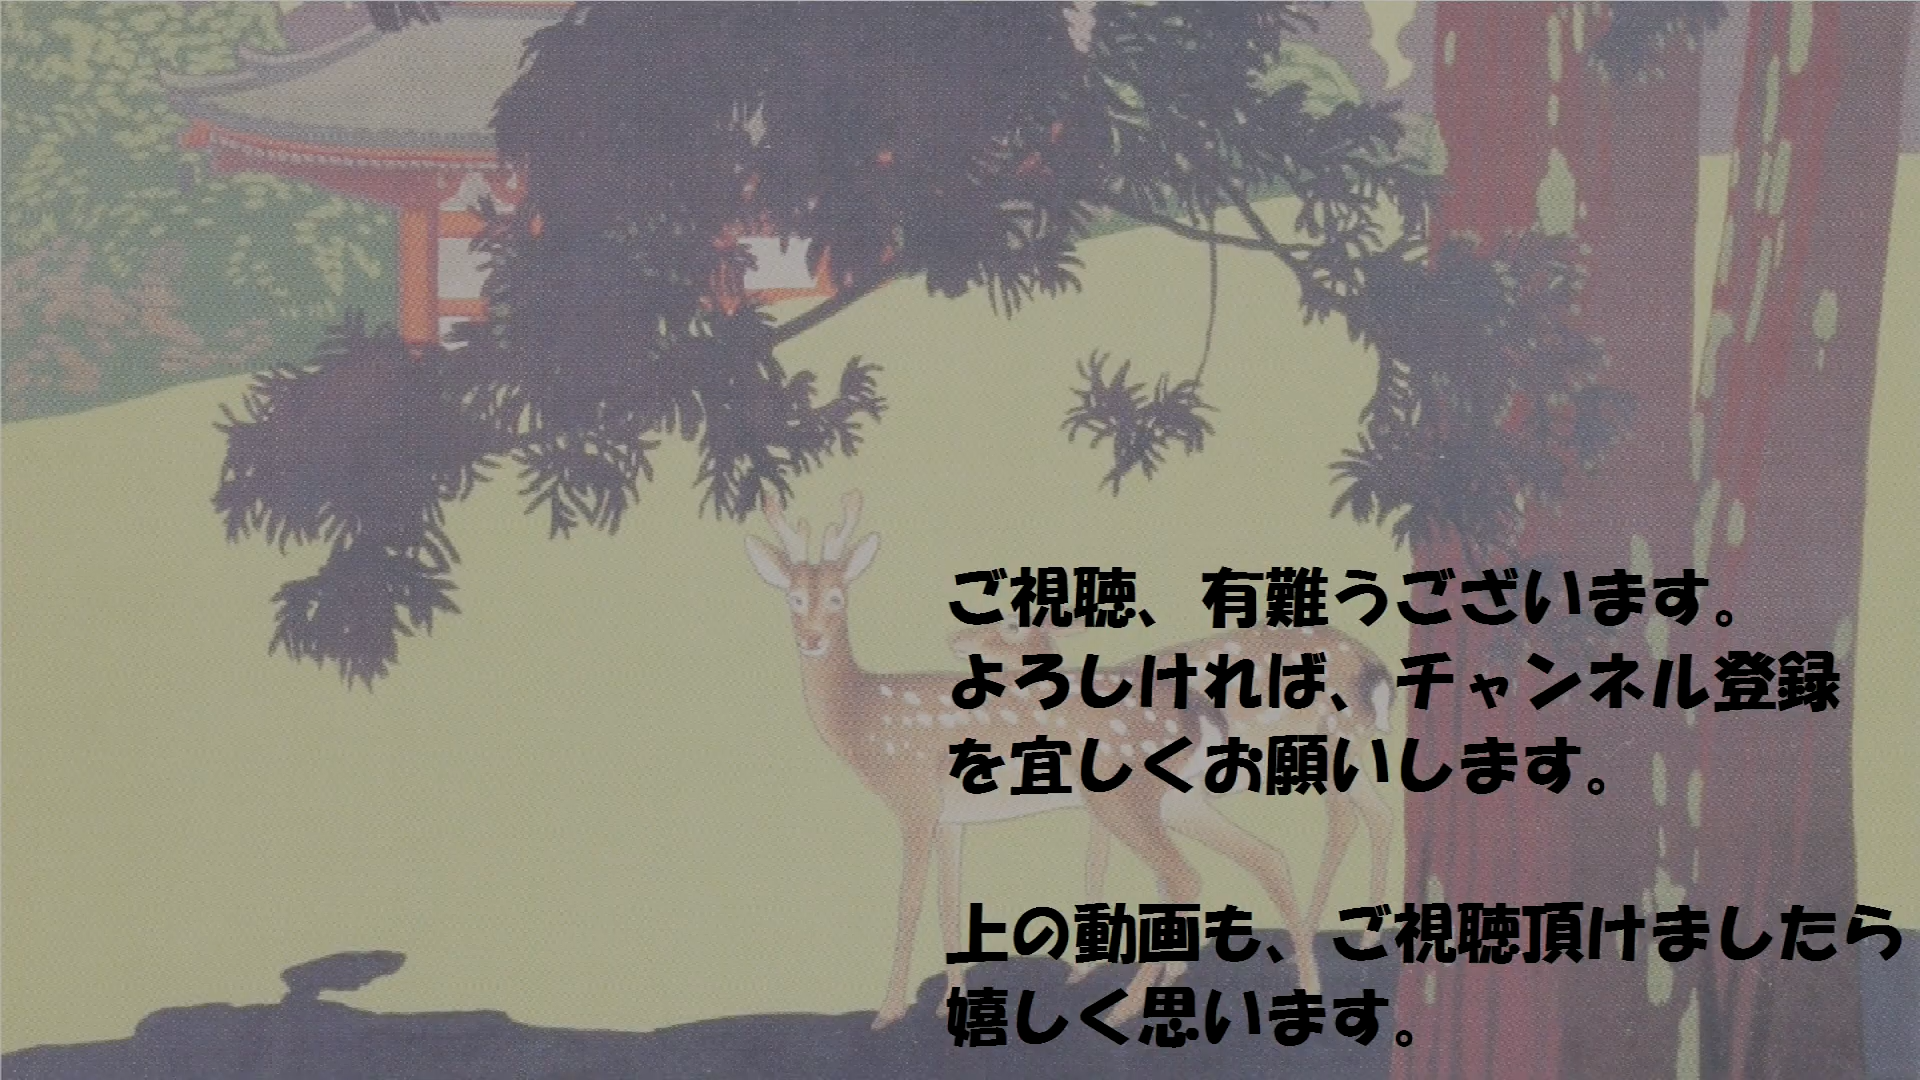 ご視聴、有難うございます。
よろしければ、チャンネル登録
を宜しくお願いします。
上の動画も、ご視聴頂けましたら
嬉しく思います。